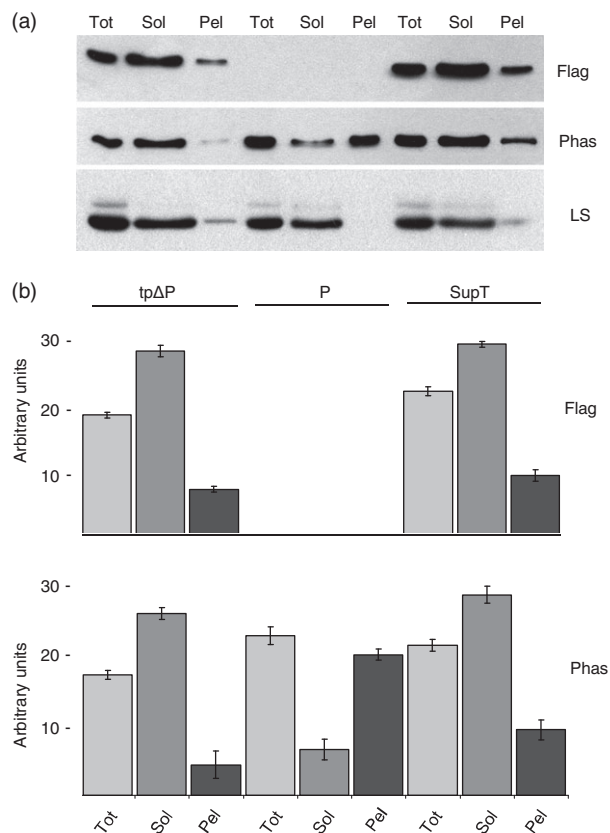 (a)
Tot Sol Pel Tot Sol Pel Tot Sol Pel
Flag
Phas
LS
(b)
tpΔP P SupT
30 -
20 -
10 -
Arbitrary units
Flag
30 -
20 -
10 -
Arbitrary units
Phas
Tot Sol Pel Tot Sol Pel Tot Sol Pel